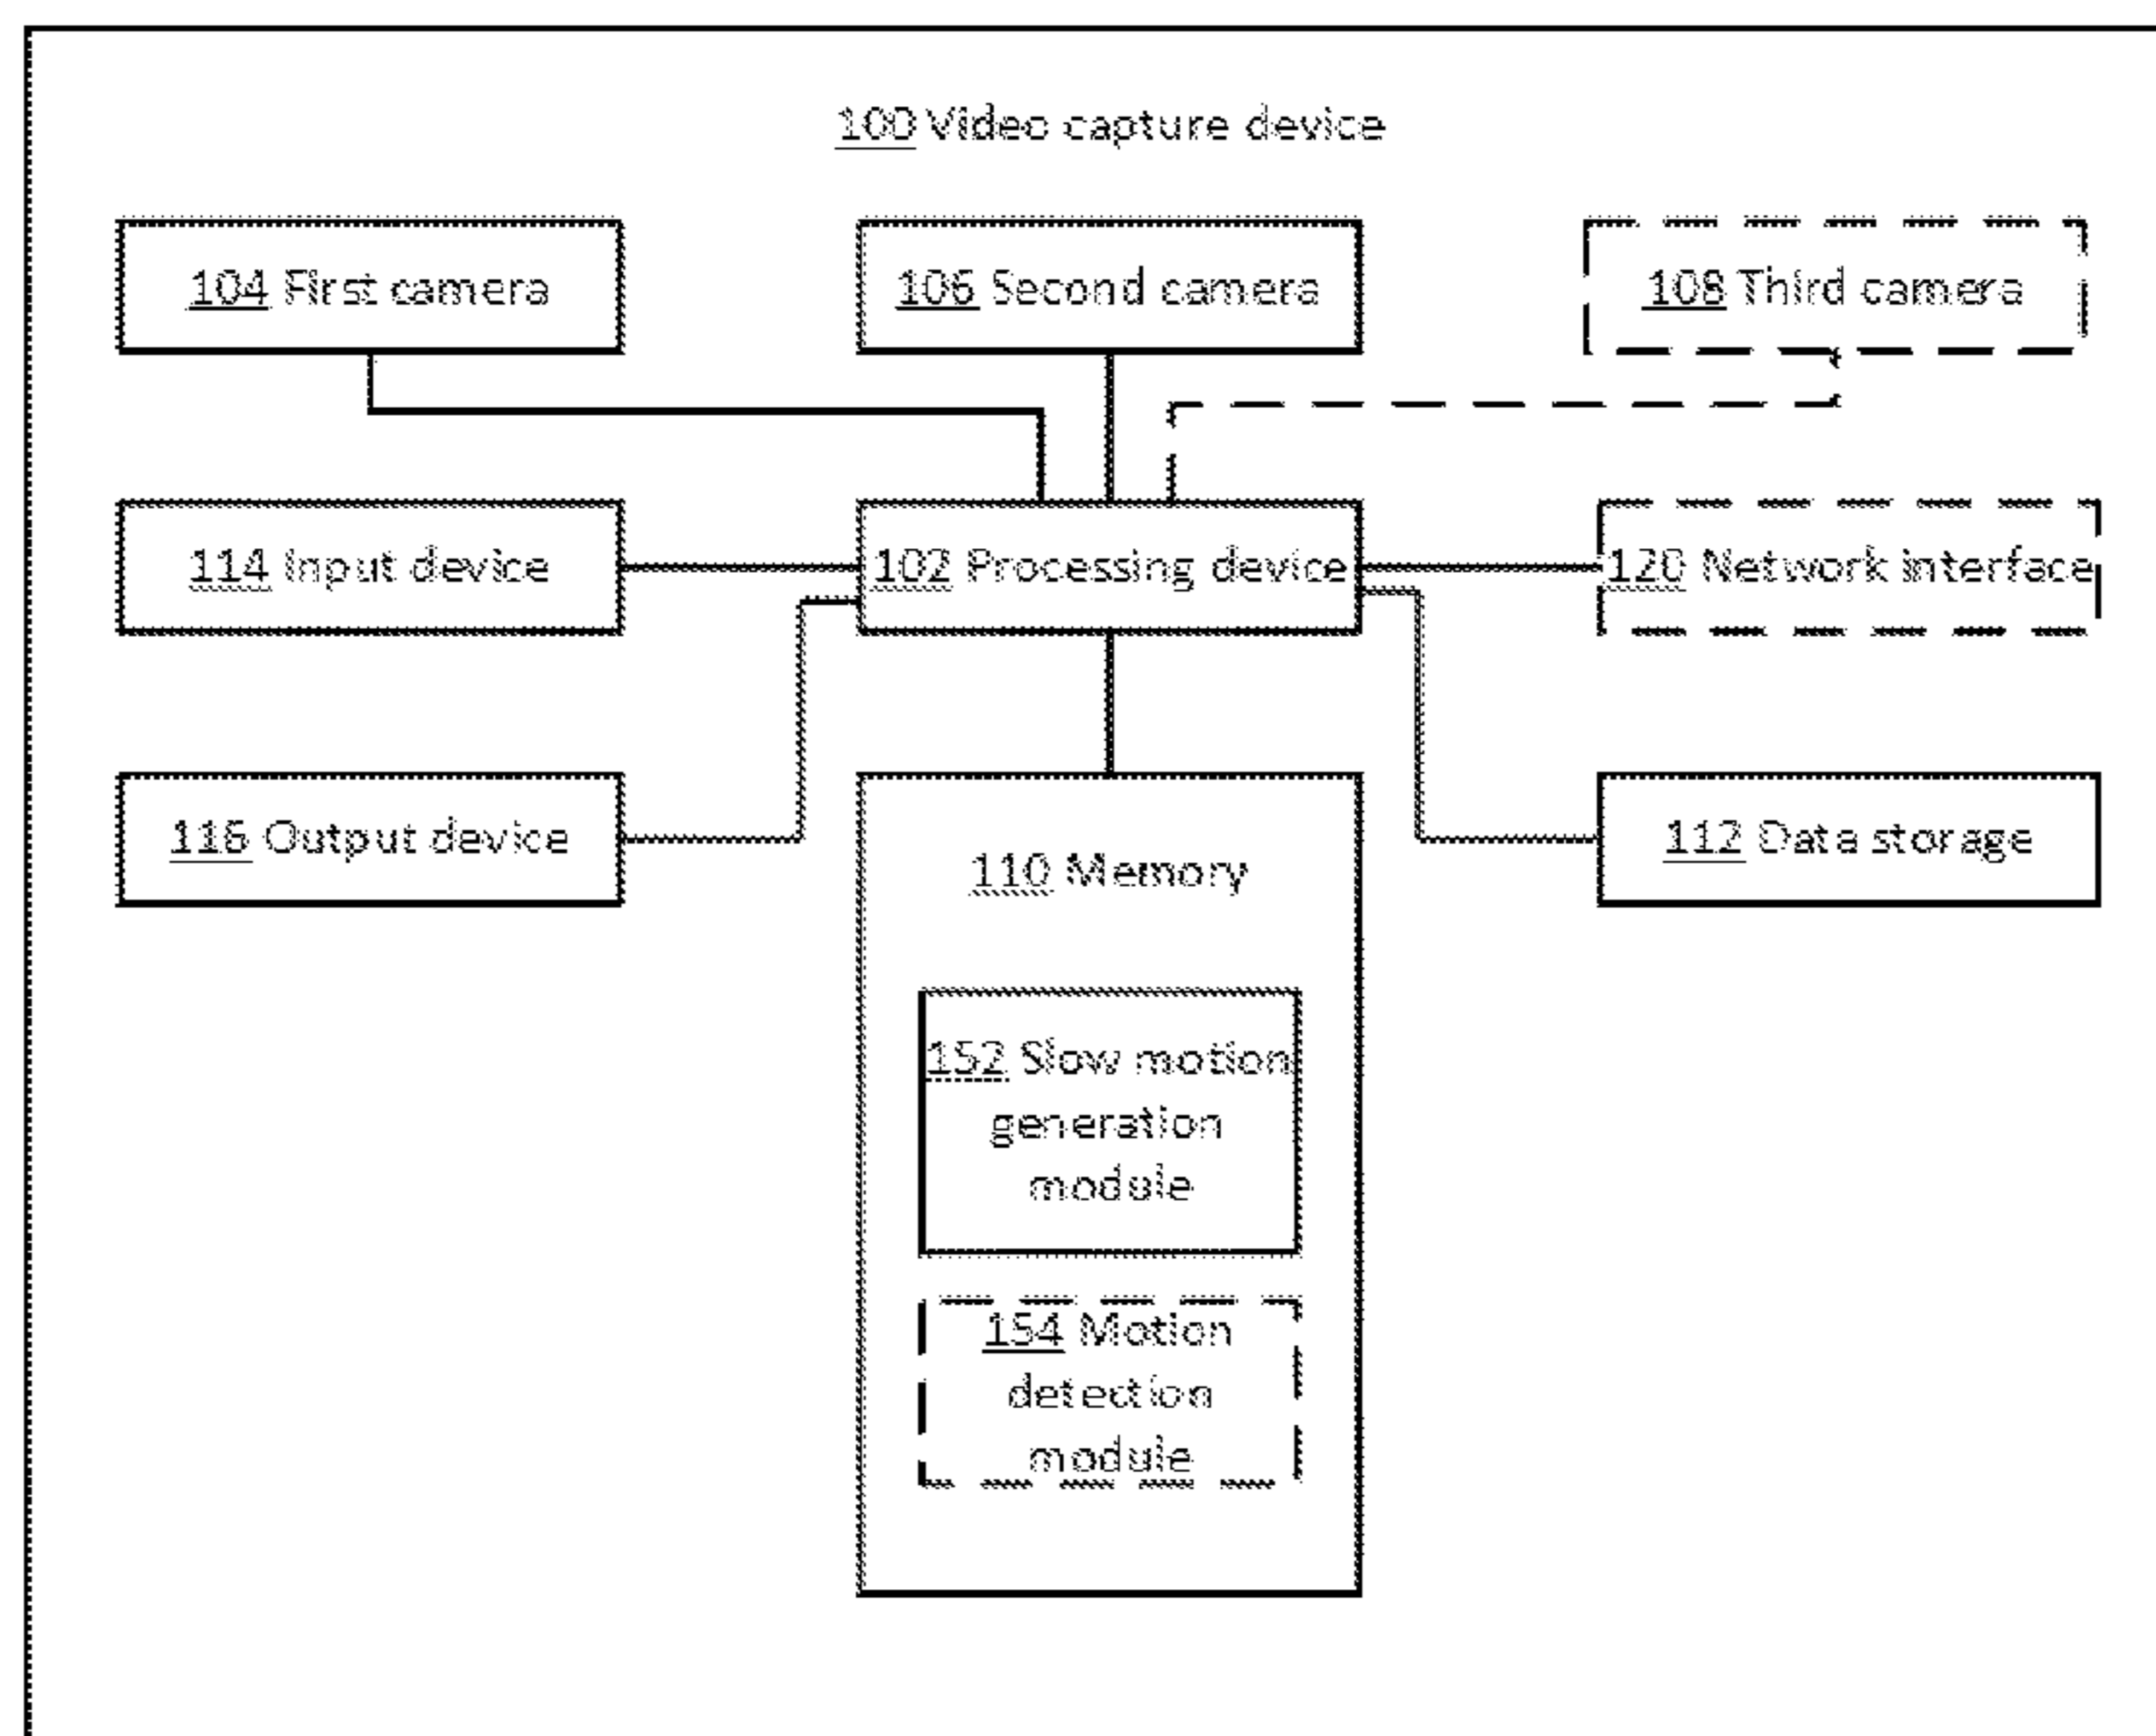 100 Video capture device
104 First camera
106 Second camera
108 Third camera
114 Input device
102 Processing device
120 Network interface
116 Output device
110 Memory
112 Data storage
152 Slow motion
generation
module
154 Motion
detection
module